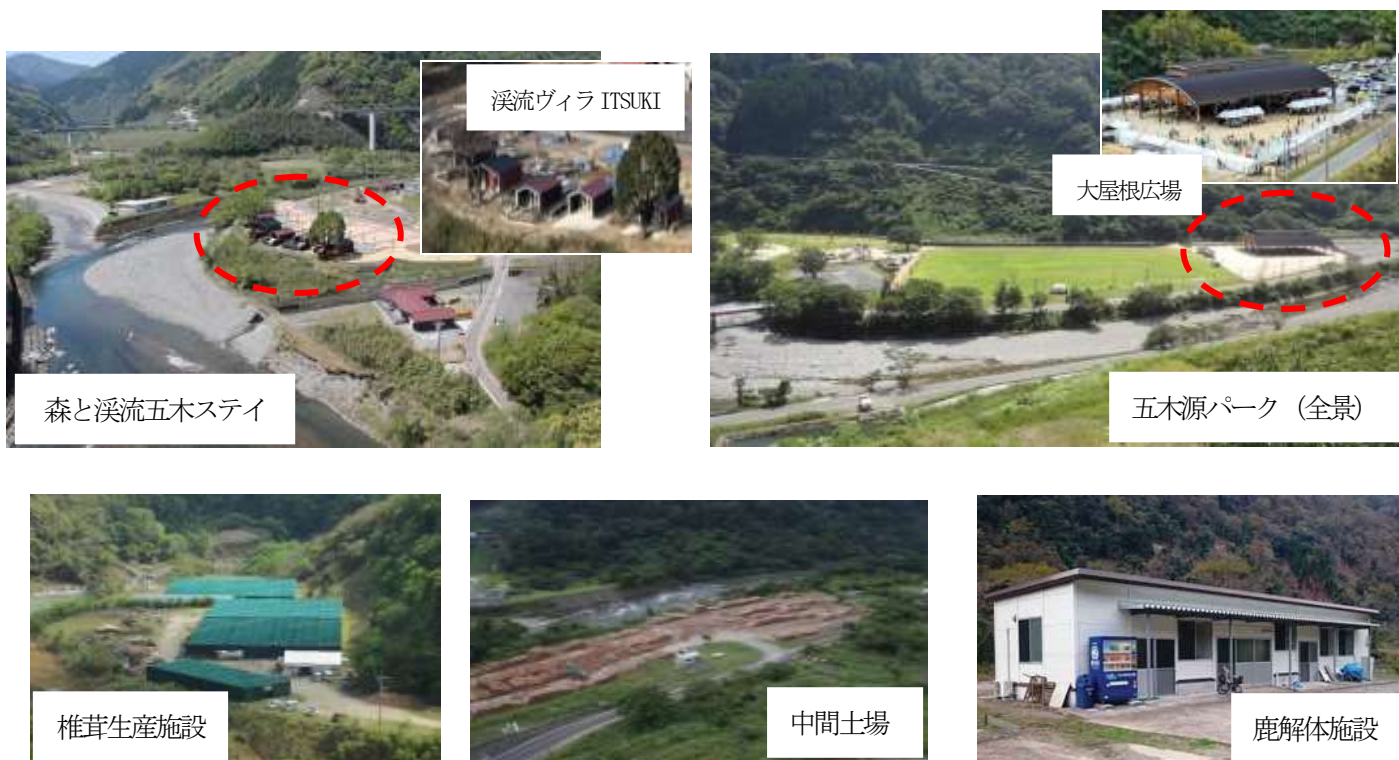 渓流ヴィラ ITSUKI
森と渓流五木ステイ
大屋根広場
五木源パーク（全景）
椎茸生産施設
中間土場
鹿解体施設